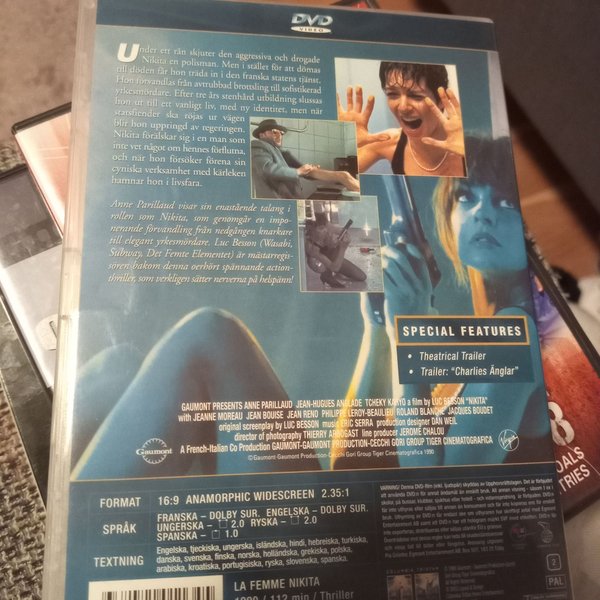 DVD
VIDEO
Under ett rån skjuter den aggressiva och drogade
Nikita en polisman. Men i stället för att dömas
till döden får hon träda in i den franska statens tjänst.
Hon förvandlas från avtrubbad brottsling till sofistikerad
yrkesmördare. Efter tre års stenhård utbildning slussas
hon ut till ett vanligt liv, med ny identitet, men när
statsfiender ska röjas ur vägen
blir hon uppringd av regeringen.
Nikita förälskar sig i en man som
inte vet något om hennes förflutna,
och när hon försöker förena sin
cyniska verksamhet med kärleken
hamnar hon i livsfara.
Anne Parillaud visar sin enastående talang i
rollen som Nikita, som genomgår en impo-
nerande förvandling från nedgången knarkare
till elegant yrkesmördare. Luc Besson (Wasabi,
Subway, Det Femte Elementet) är mästarregis-
sören bakom denna oerhört spännande action-
thriller, som verkligen sätter nerverna på helspänn!
SPECIAL FEATURES
• Theatrical Trailer
• Trailer: "Charlies Änglar"
GAUMONT PRESENTS ANNE PARILLAUD, JEAN-HUGUES ANGLADE TCHEKY KARYO a film by LUC BESSON "NIKITA"
with JEANNE MOREAU JEAN BOUISE JEAN RENO PHILIPPE LEROY-BEAULIEU ROLAND BLANCHE JACQUES BOUDET
original screenplay by LUC BESSON music ERIC SERRA production designer DAN WEIL
director of photography THIERRY ARBOGAST line producer JEROME CHALOU
A French-Italian Co Production GAUMONT-GAUMONT PRODUCTION-CECCHI GORI GROUP TIGER CINEMATOGRAFICA
©Gaumont-Gaumont Production-Cecchi Gori Group Tiger Cinematografica 1990
Gaumont
Virgin
FORMAT 16:9 ANAMORPHIC WIDESCREEN 2.35:1
SPRÅK FRANSKA - DOLBY SUR. ENGELSKA - DOLBY SUR.
UNGERSKA - 2.0 RYSKA - 2.0
SPANSKA - 1.0
TEXTNING Engelska, tjeckiska, ungerska, isländska, hindi, hebreiska, turkiska,
danska, svenska, finska, norska, holländska, grekiska, polska,
arabiska, kroatiska, portugisiska, ryska, slovenska, spanska.
LA FEMME NIKITA
1990 / 112 min / Thriller
COLUMBIA TRISTAR
2
PAL
8
OALS
TRIES